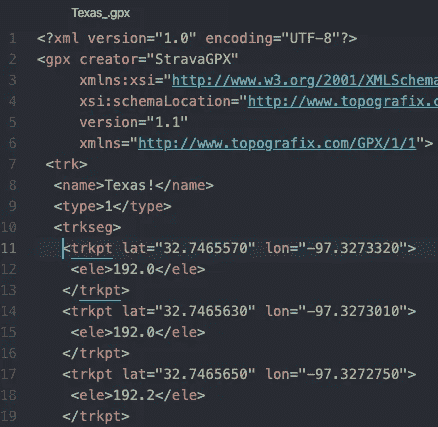 Texas_.gpx
1 <?xml version="1.0" encoding="UTF-8"?>
2 <gpx creator="StravaGPX"
3 xmlns:xsi="http://www.w3.org/2001/XMLSchema
4 xsi:schemaLocation="http://www.topografix.c
5 version="1.1"
6 xmlns="http://www.topografix.com/GPX/1/1">
7 <trk>
8 <name>Texas!</name>
9 <type>1</type>
10 <trkseg>
11 <trkpt lat="32.7465570" lon="-97.3273320">
12 <ele>192.0</ele>
13 </trkpt>
14 <trkpt lat="32.7465630" lon="-97.3273010">
15 <ele>192.0</ele>
16 </trkpt>
17 <trkpt lat="32.7465650" lon="-97.3272750">
18 <ele>192.2</ele>
19 </trkpt>